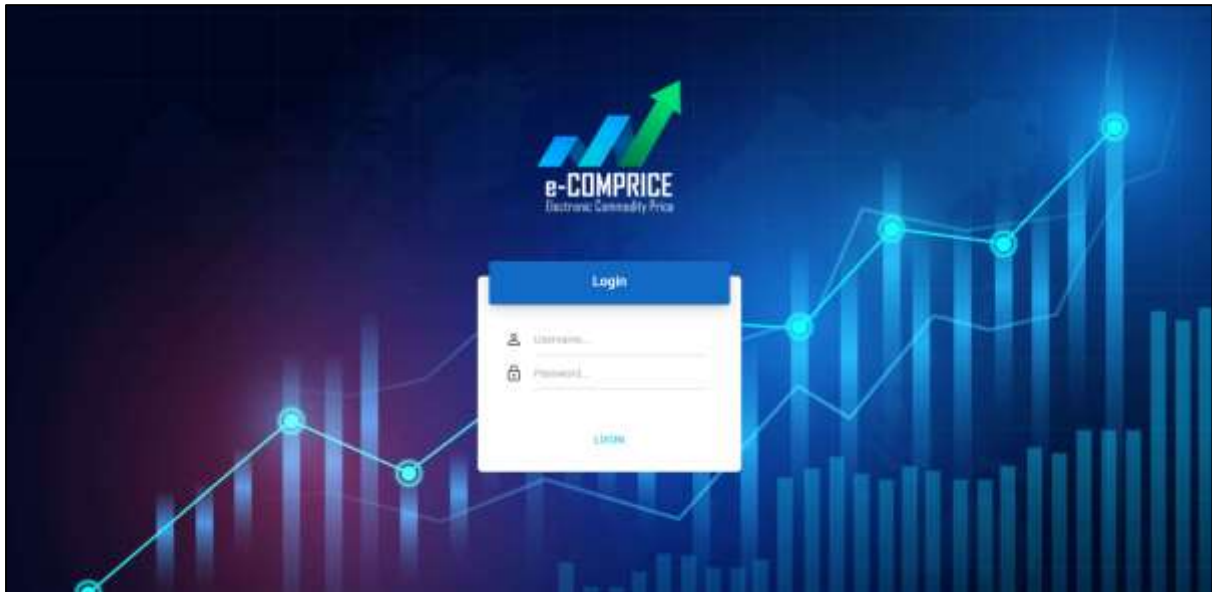 e-COMPRICE
Electronic Commodity Price
Login
Username...
Password...
LOGIN